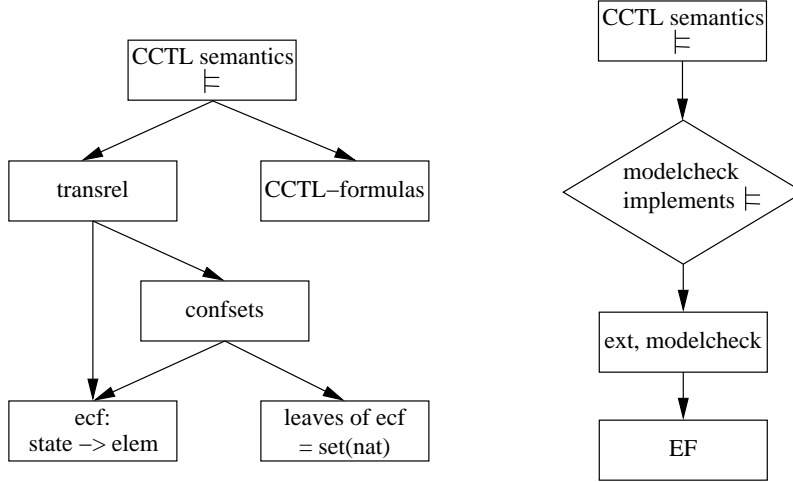 CCTL semantics
⊨
transrel
CCTL−formulas
confsets
ecf:
state −> elem
leaves of ecf
= set(nat)
CCTL semantics
⊨
modelcheck
implements ⊨
ext, modelcheck
EF